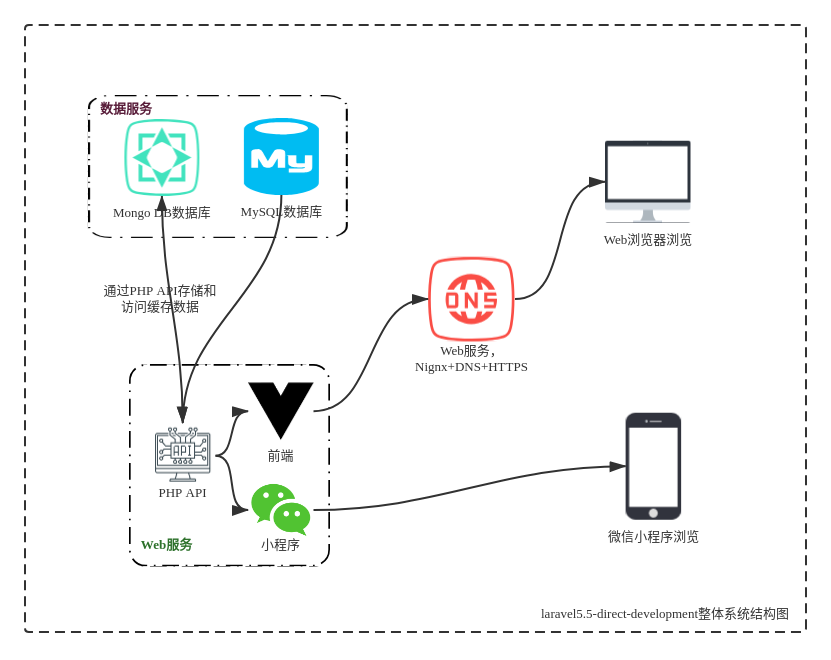 数据服务
My
Mongo DB数据库
MySQL数据库
通过PHP API存储和
访问缓存数据
Web浏览器浏览
DNS
Web服务，
Nignx+DNS+HTTPS
API
PHP API
前端
小程序
Web服务
微信小程序浏览
laravel5.5-direct-development整体系统结构图